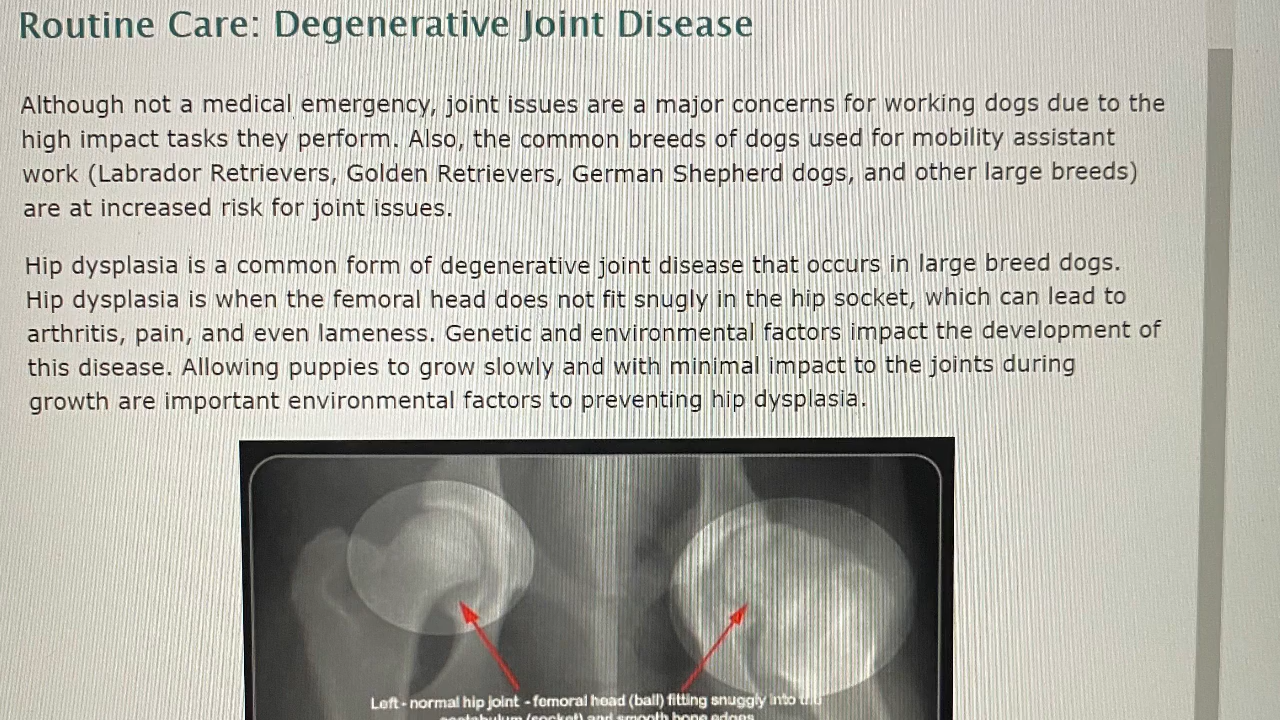 Routine Care: Degenerative Joint Disease
Although not a medical emergency, joint issues are a major concerns for working dogs due to the
high impact tasks they perform. Also, the common breeds of dogs used for mobility assistant
work (Labrador Retrievers, Golden Retrievers, German Shepherd dogs, and other large breeds)
are at increased risk for joint issues.
Hip dysplasia is a common form of degenerative joint disease that occurs in large breed dogs.
Hip dysplasia is when the femoral head does not fit snugly in the hip socket, which can lead to
arthritis, pain, and even lameness. Genetic and environmental factors impact the development of
this disease. Allowing puppies to grow slowly and with minimal impact to the joints during
growth are important environmental factors to preventing hip dysplasia.
Left - normal hip joint - femoral head (ball) fitting snuggly into the
acetabulum (socket) and smooth bone edges